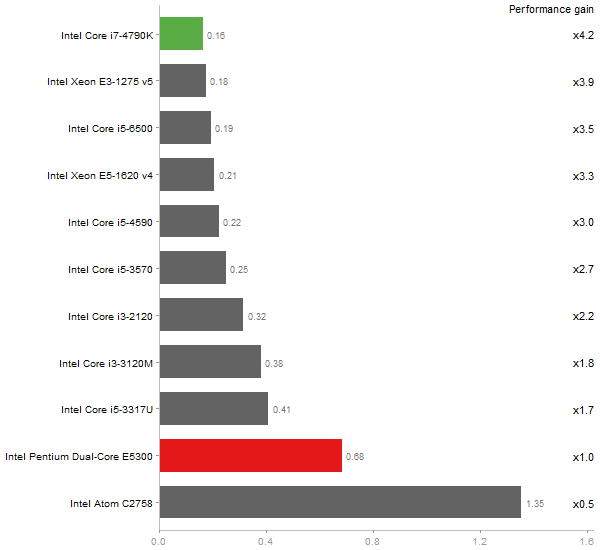 Performance gain
Intel Core i7-4790K 0.16 x4.2
Intel Xeon E3-1275 v5 0.18 x3.9
Intel Core i5-6500 0.19 x3.5
Intel Xeon E5-1620 v4 0.21 x3.3
Intel Core i5-4590 0.22 x3.0
Intel Core i5-3570 0.25 x2.7
Intel Core i3-2120 0.32 x2.2
Intel Core i3-3120M 0.38 x1.8
Intel Core i5-3317U 0.41 x1.7
Intel Pentium Dual-Core E5300 0.68 x1.0
Intel Atom C2758 1.35 x0.5
0.0 0.4 0.8 1.2 1.6